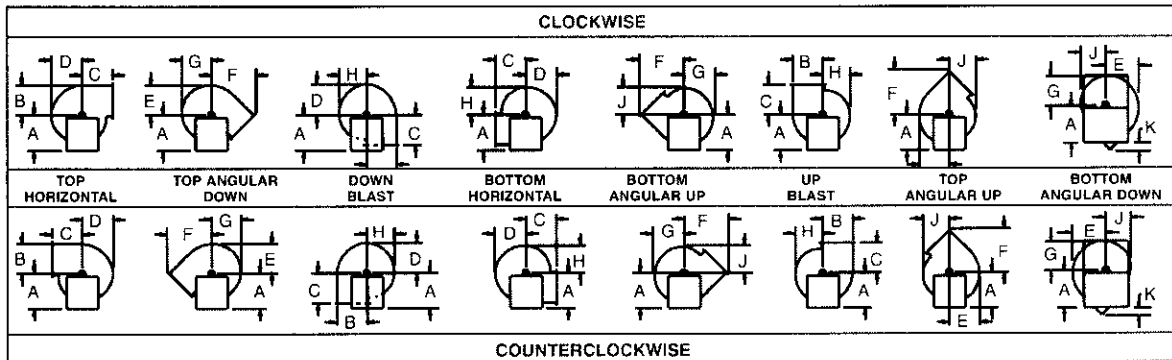 CLOCKWISE
D C B A
G F E A
H D A C
C D H A
F G J A
B H C A
J F A
J E G A K
TOP HORIZONTAL
TOP ANGULAR DOWN
DOWN BLAST
BOTTOM HORIZONTAL
BOTTOM ANGULAR UP
UP BLAST
TOP ANGULAR UP
BOTTOM ANGULAR DOWN
C D B A
F G E A
H D C A B
D C H A
G F J A
H B C A
J F A E
E J G A K
COUNTERCLOCKWISE